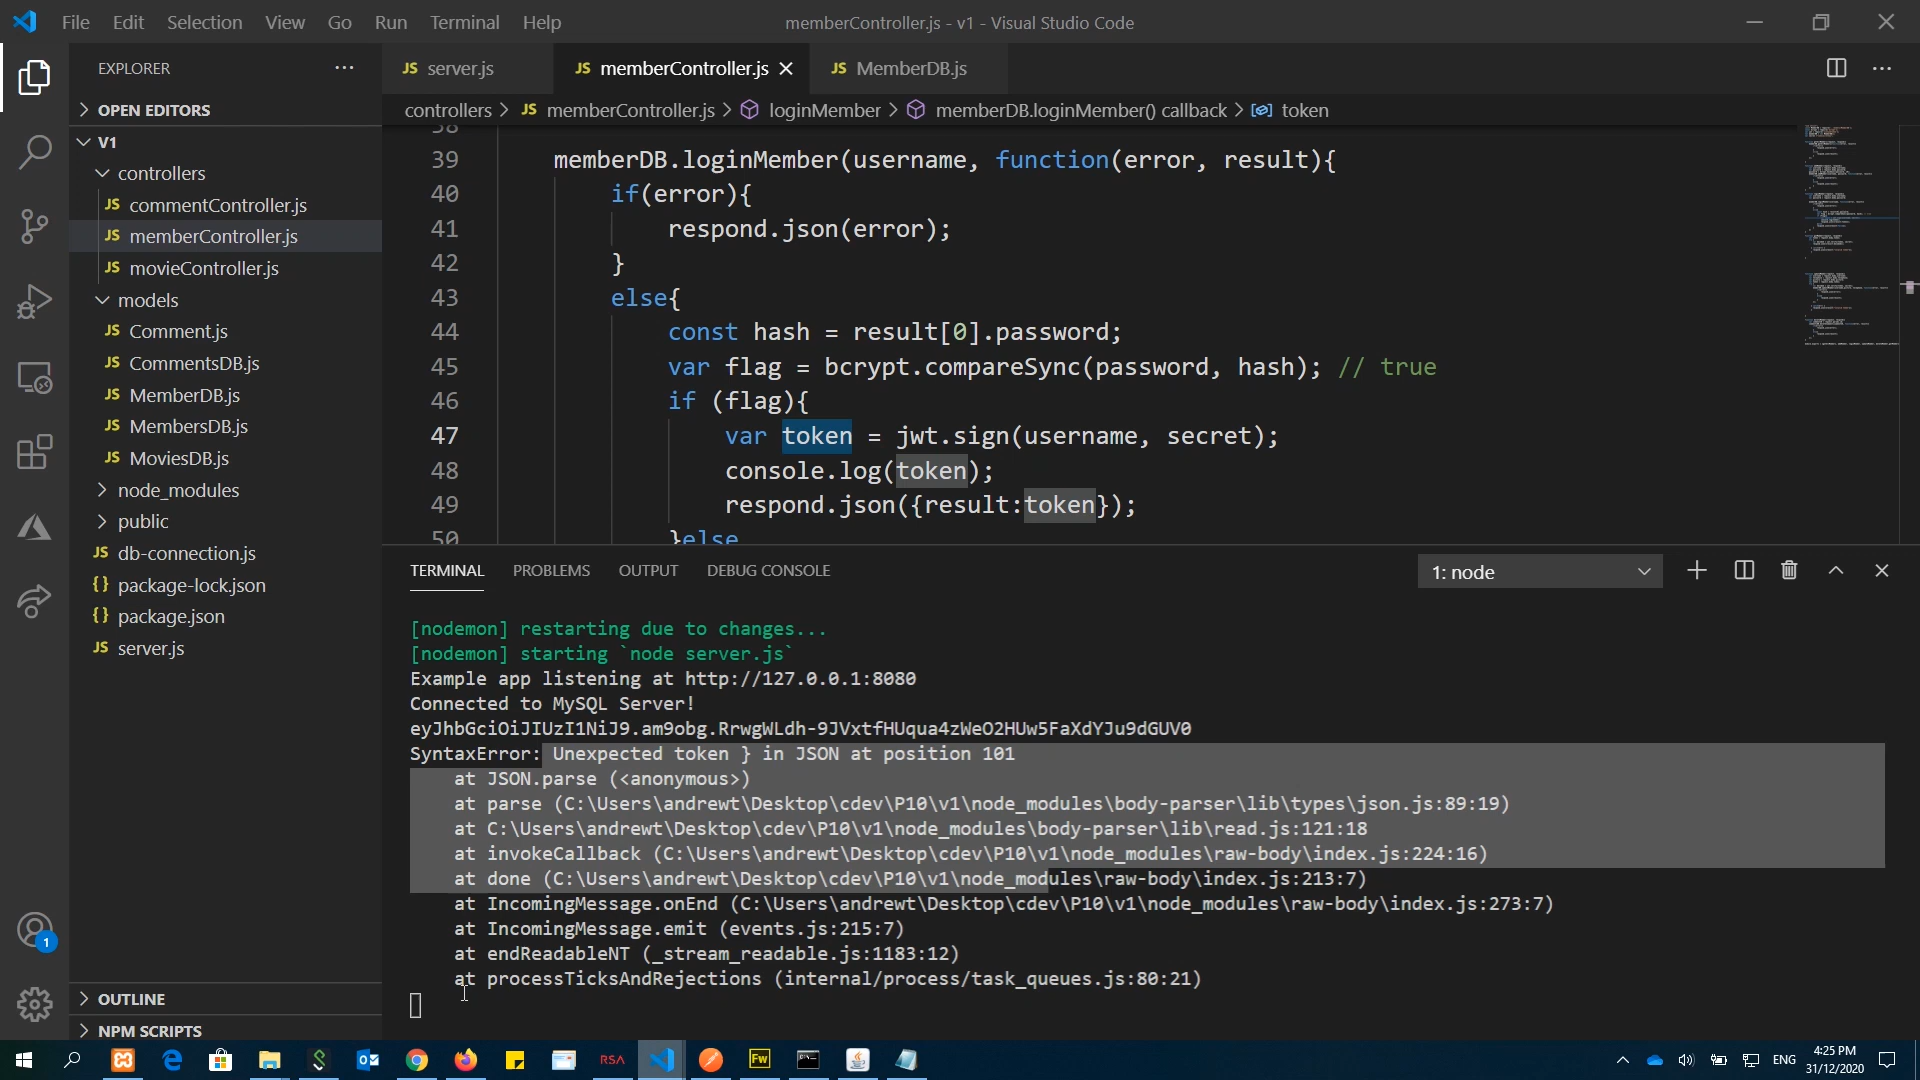 File Edit Selection View Go Run Terminal Help
memberController.js - v1 - Visual Studio Code
EXPLORER
JS server.js
JS memberController.js
JS MemberDB.js
controllers > JS memberController.js > loginMember > memberDB.loginMember() callback > token
OPEN EDITORS
V1
controllers
JS commentController.js
JS memberController.js
JS movieController.js
models
JS Comment.js
JS CommentsDB.js
JS MemberDB.js
JS MembersDB.js
JS MoviesDB.js
node_modules
public
JS db-connection.js
{} package-lock.json
{} package.json
JS server.js
OUTLINE
NPM SCRIPTS
1
38
39 memberDB.loginMember(username, function(error, result){
40 if(error){
41 respond.json(error);
42 }
43 else{
44 const hash = result[0].password;
45 var flag = bcrypt.compareSync(password, hash); // true
46 if (flag){
47 var token = jwt.sign(username, secret);
48 console.log(token);
49 respond.json({result:token});
50 }else
TERMINAL PROBLEMS OUTPUT DEBUG CONSOLE
1: node
[nodemon] restarting due to changes...
[nodemon] starting `node server.js`
Example app listening at http://127.0.0.1:8080
Connected to MySQL Server!
eyJhbGciOiJIUzI1NiJ9.am9obg.RrwgWLdh-9JVxtfHUqua4zWeO2HUw5FaXdYJu9dGUV0
SyntaxError: Unexpected token } in JSON at position 101
at JSON.parse (<anonymous>)
at parse (C:\Users\andrewt\Desktop\cdev\P10\v1\node_modules\body-parser\lib\types\json.js:89:19)
at C:\Users\andrewt\Desktop\cdev\P10\v1\node_modules\body-parser\lib\read.js:121:18
at invokeCallback (C:\Users\andrewt\Desktop\cdev\P10\v1\node_modules\raw-body\index.js:224:16)
at done (C:\Users\andrewt\Desktop\cdev\P10\v1\node_modules\raw-body\index.js:213:7)
at IncomingMessage.onEnd (C:\Users\andrewt\Desktop\cdev\P10\v1\node_modules\raw-body\index.js:273:7)
at IncomingMessage.emit (events.js:215:7)
at endReadableNT (_stream_readable.js:1183:12)
at processTicksAndRejections (internal/process/task_queues.js:80:21)
RSA
Fw
ENG
4:25 PM
31/12/2020